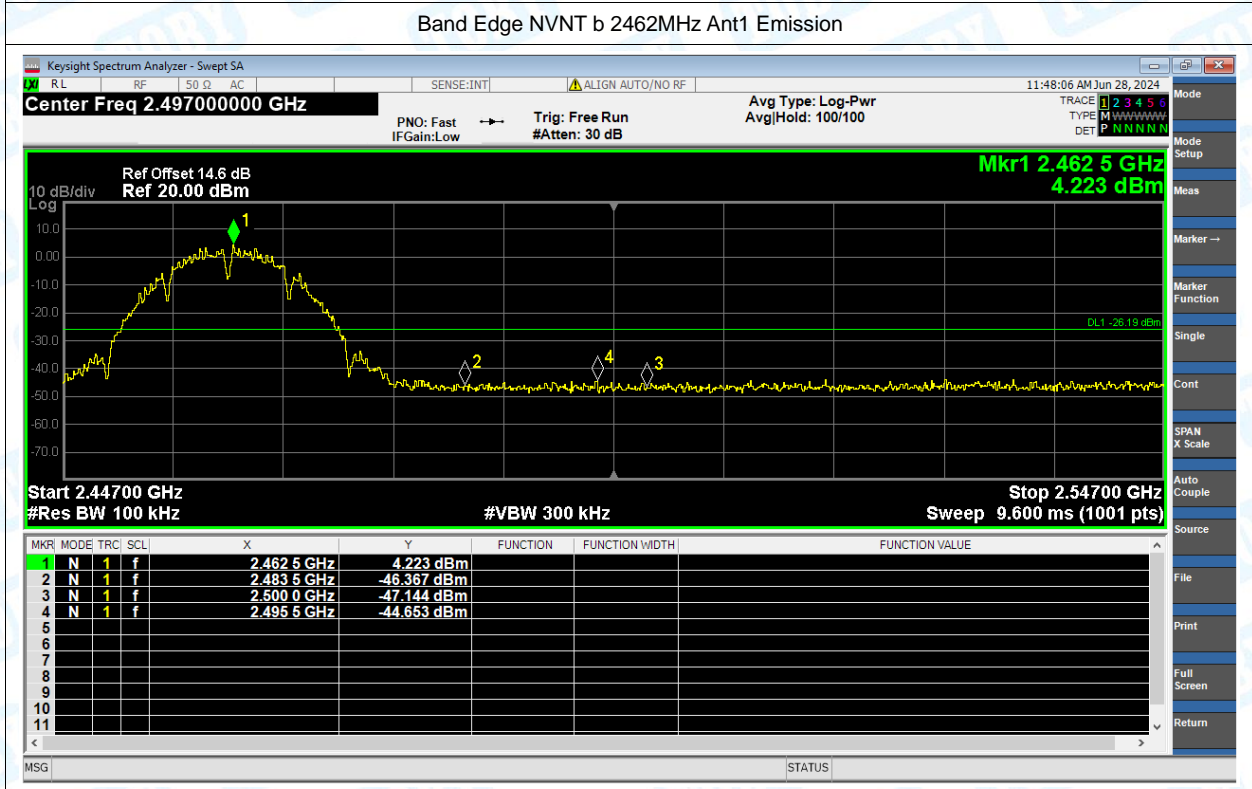 Band Edge NVNT b 2462MHz Ant1 Emission
Keysight Spectrum Analyzer - Swept SA
LXI RL RF 50 Ω AC SENSE:INT ALIGN AUTO/NO RF 11:48:06 AM Jun 28, 2024
Center Freq 2.497000000 GHz
PNO: Fast
IFGain:Low
Trig: Free Run
#Atten: 30 dB
Avg Type: Log-Pwr
Avg|Hold: 100/100
TRACE 1 2 3 4 5 6
TYPE M WWWWW
DET P N N N N N
Mkr1 2.462 5 GHz
4.223 dBm
Ref Offset 14.6 dB
10 dB/div Ref 20.00 dBm
Log
10.0
0.00
-10.0
-20.0
-30.0
-40.0
-50.0
-60.0
-70.0
1
2
4
3
DL1 -26.19 dBm
Start 2.44700 GHz Stop 2.54700 GHz
#Res BW 100 kHz #VBW 300 kHz Sweep 9.600 ms (1001 pts)
MKR MODE TRC SCL X Y FUNCTION FUNCTION WIDTH FUNCTION VALUE
1 N 1 f 2.462 5 GHz 4.223 dBm
2 N 1 f 2.483 5 GHz -46.367 dBm
3 N 1 f 2.500 0 GHz -47.144 dBm
4 N 1 f 2.495 5 GHz -44.653 dBm
5
6
7
8
9
10
11
MSG STATUS
Mode
Mode Setup
Meas
Marker →
Marker Function
Single
Cont
SPAN X Scale
Auto Couple
Source
File
Print
Full Screen
Return